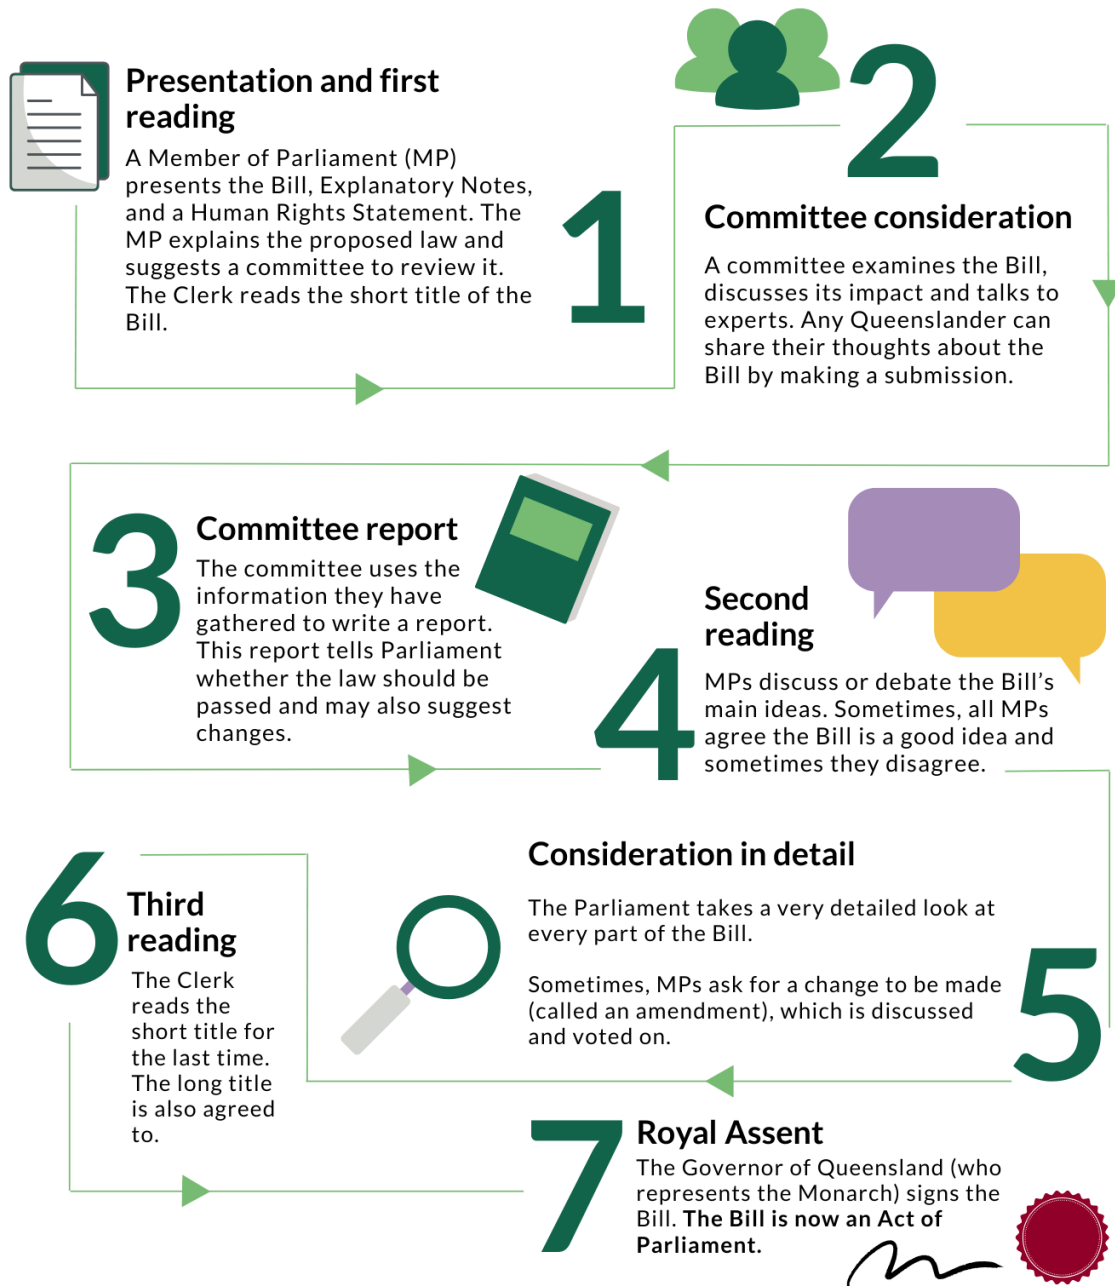 1
Presentation and first
reading
A Member of Parliament (MP)
presents the Bill, Explanatory Notes,
and a Human Rights Statement. The
MP explains the proposed law and
suggests a committee to review it.
The Clerk reads the short title of the
Bill.
2
Committee consideration
A committee examines the Bill,
discusses its impact and talks to
experts. Any Queenslander can
share their thoughts about the
Bill by making a submission.
3
Committee report
The committee uses the
information they have
gathered to write a report.
This report tells Parliament
whether the law should be
passed and may also suggest
changes.
4
Second
reading
MPs discuss or debate the Bill’s
main ideas. Sometimes, all MPs
agree the Bill is a good idea and
sometimes they disagree.
5
Consideration in detail
The Parliament takes a very detailed look at
every part of the Bill.
Sometimes, MPs ask for a change to be made
(called an amendment), which is discussed
and voted on.
6
Third
reading
The Clerk
reads the
short title for
the last time.
The long title
is also agreed
to.
7
Royal Assent
The Governor of Queensland (who
represents the Monarch) signs the
Bill. The Bill is now an Act of
Parliament.